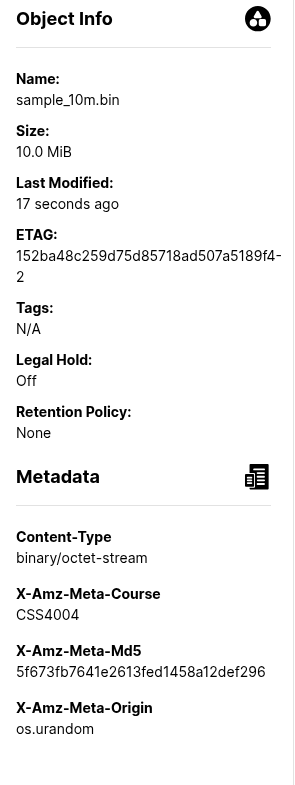 Object Info
Name:
sample_10m.bin
Size:
10.0 MiB
Last Modified:
17 seconds ago
ETAG:
152ba48c259d75d85718ad507a5189f4-
2
Tags:
N/A
Legal Hold:
Off
Retention Policy:
None
Metadata
Content-Type
binary/octet-stream
X-Amz-Meta-Course
CSS4004
X-Amz-Meta-Md5
5f673fb7641e2613fed1458a12def296
X-Amz-Meta-Origin
os.urandom